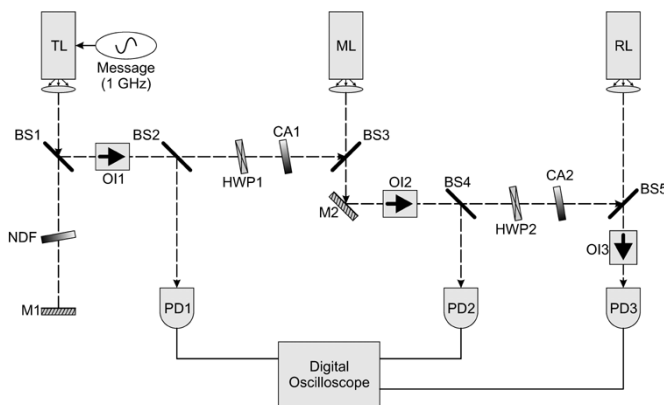 TL
Message
(1 GHz)
ML
RL
BS1
BS2
OI1
HWP1
CA1
BS3
M2
OI2
BS4
HWP2
CA2
BS5
OI3
NDF
M1
PD1
PD2
PD3
Digital
Oscilloscope